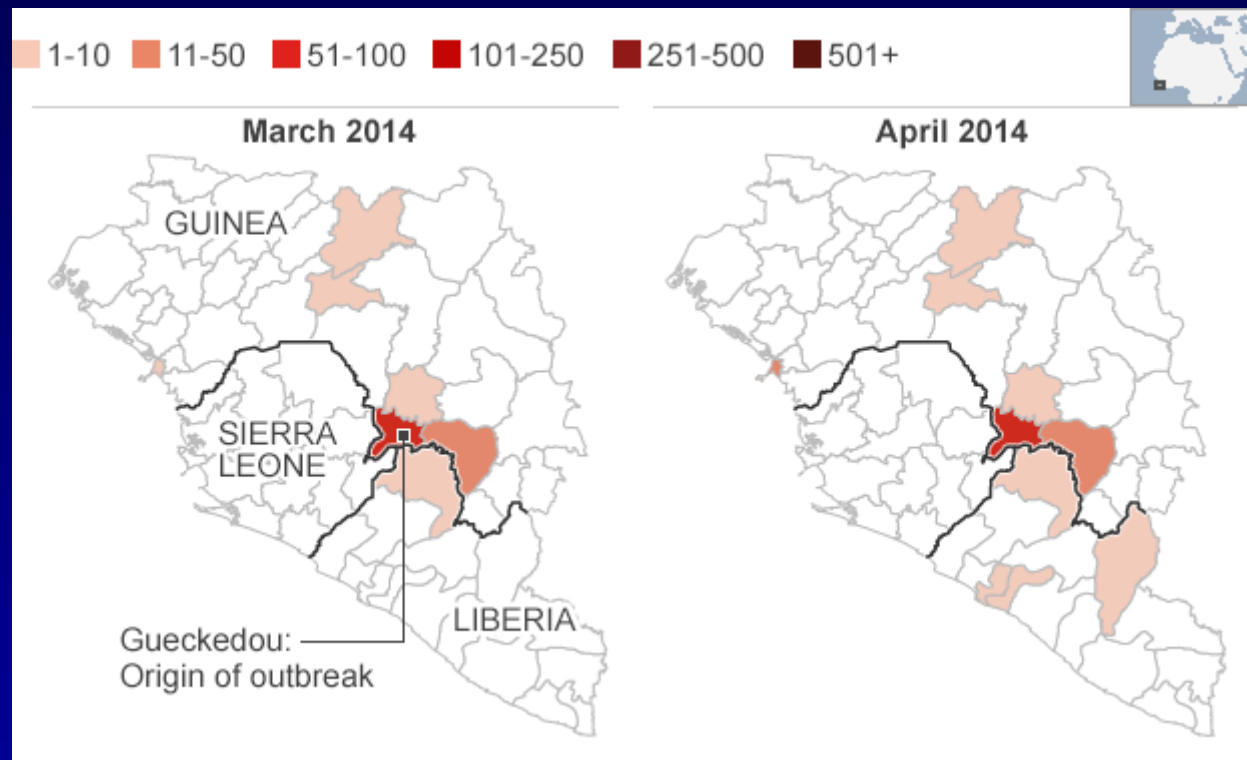 1-10 11-50 51-100 101-250 251-500 501+
March 2014
April 2014
GUINEA
SIERRA
LEONE
LIBERIA
Gueckedou:
Origin of outbreak